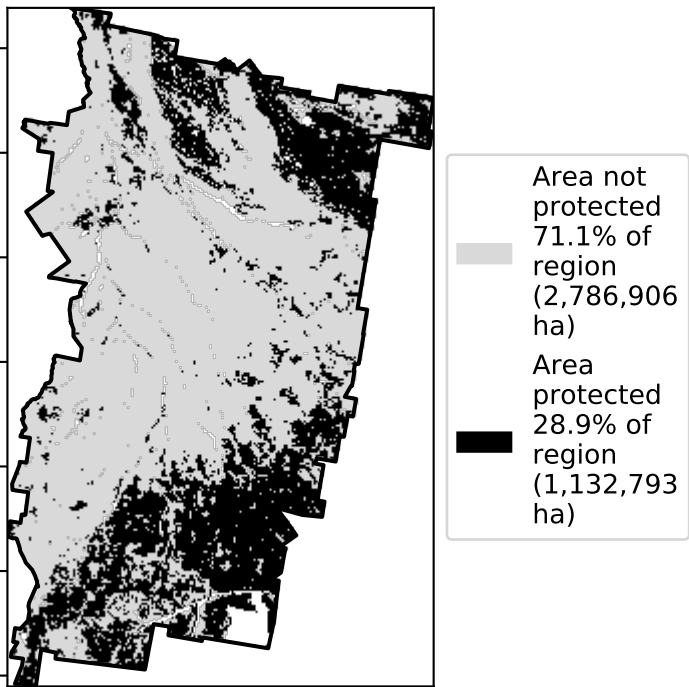 Area not
protected
71.1% of
region
(2,786,906
ha)
Area
protected
28.9% of
region
(1,132,793
ha)